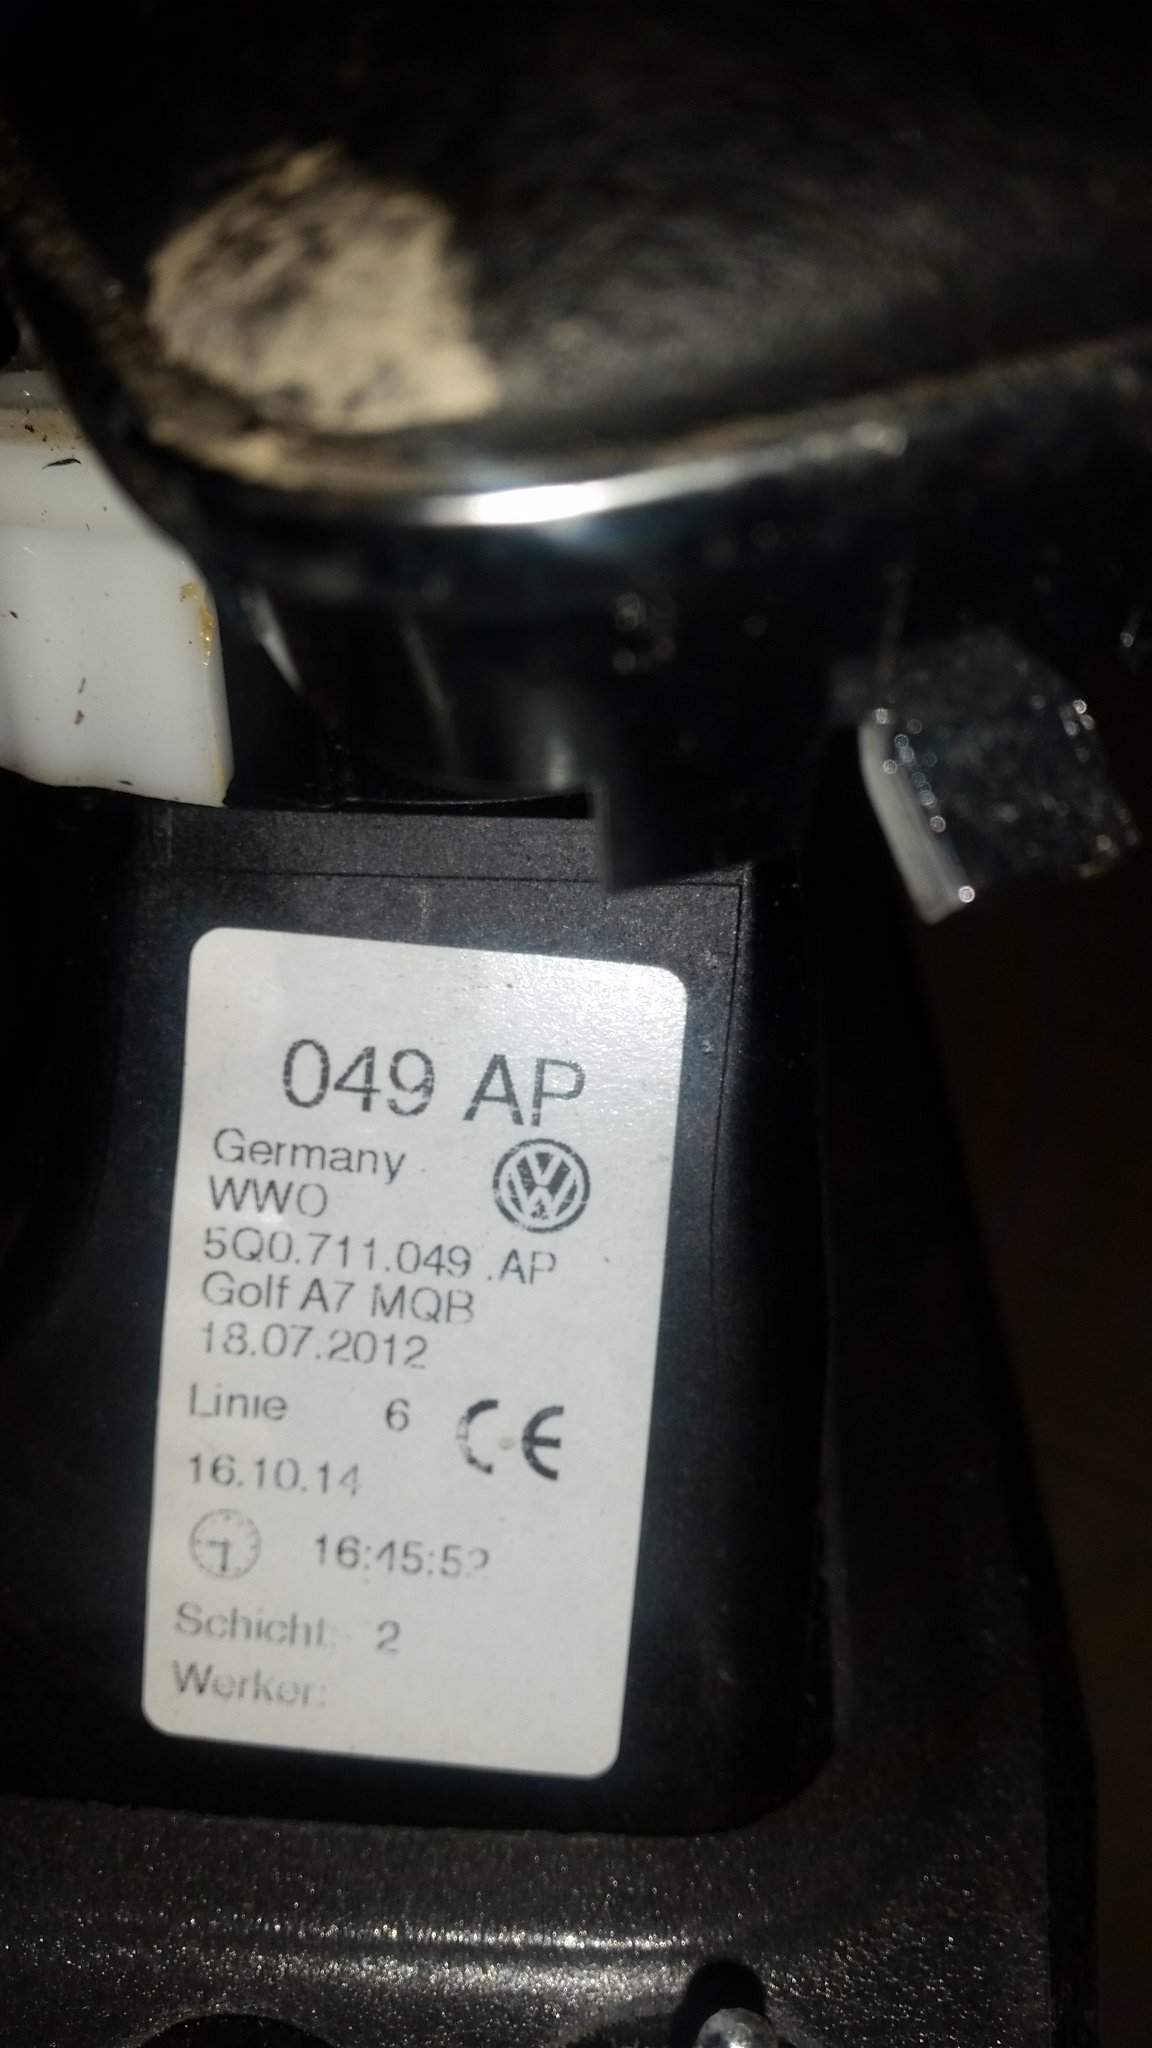 049 AP
Germany
WWO
5Q0.711.049 .AP
Golf A7 MQB
18.07.2012
Linie 6 CE
16.10.14
16:45:52
Schicht: 2
Werker: